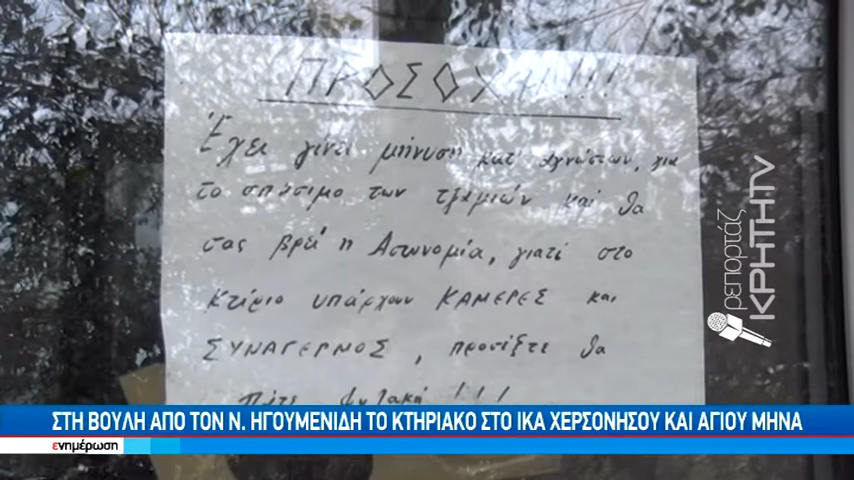 ΠΡΟΣΟΧΗ!!!
Έχει γίνει μήνυση κατ' αγνώστων, για
το σπάσιμο των τζαμιών και θα
σας βρεί η Αστυνομία, γιατί στο
κτίριο υπάρχουν ΚΑΜΕΡΕΣ και
ΣΥΝΑΓΕΡΜΟΣ, προσέξτε θα
πάτε φυλακή!!!
ρεπορτάζ
ΚΡΗΤΗ TV
ΣΤΗ ΒΟΥΛΗ ΑΠΟ ΤΟΝ Ν. ΗΓΟΥΜΕΝΙΔΗ ΤΟ ΚΤΗΡΙΑΚΟ ΣΤΟ ΙΚΑ ΧΕΡΣΟΝΗΣΟΥ ΚΑΙ ΑΓΙΟΥ ΜΗΝΑ
ενημέρωση